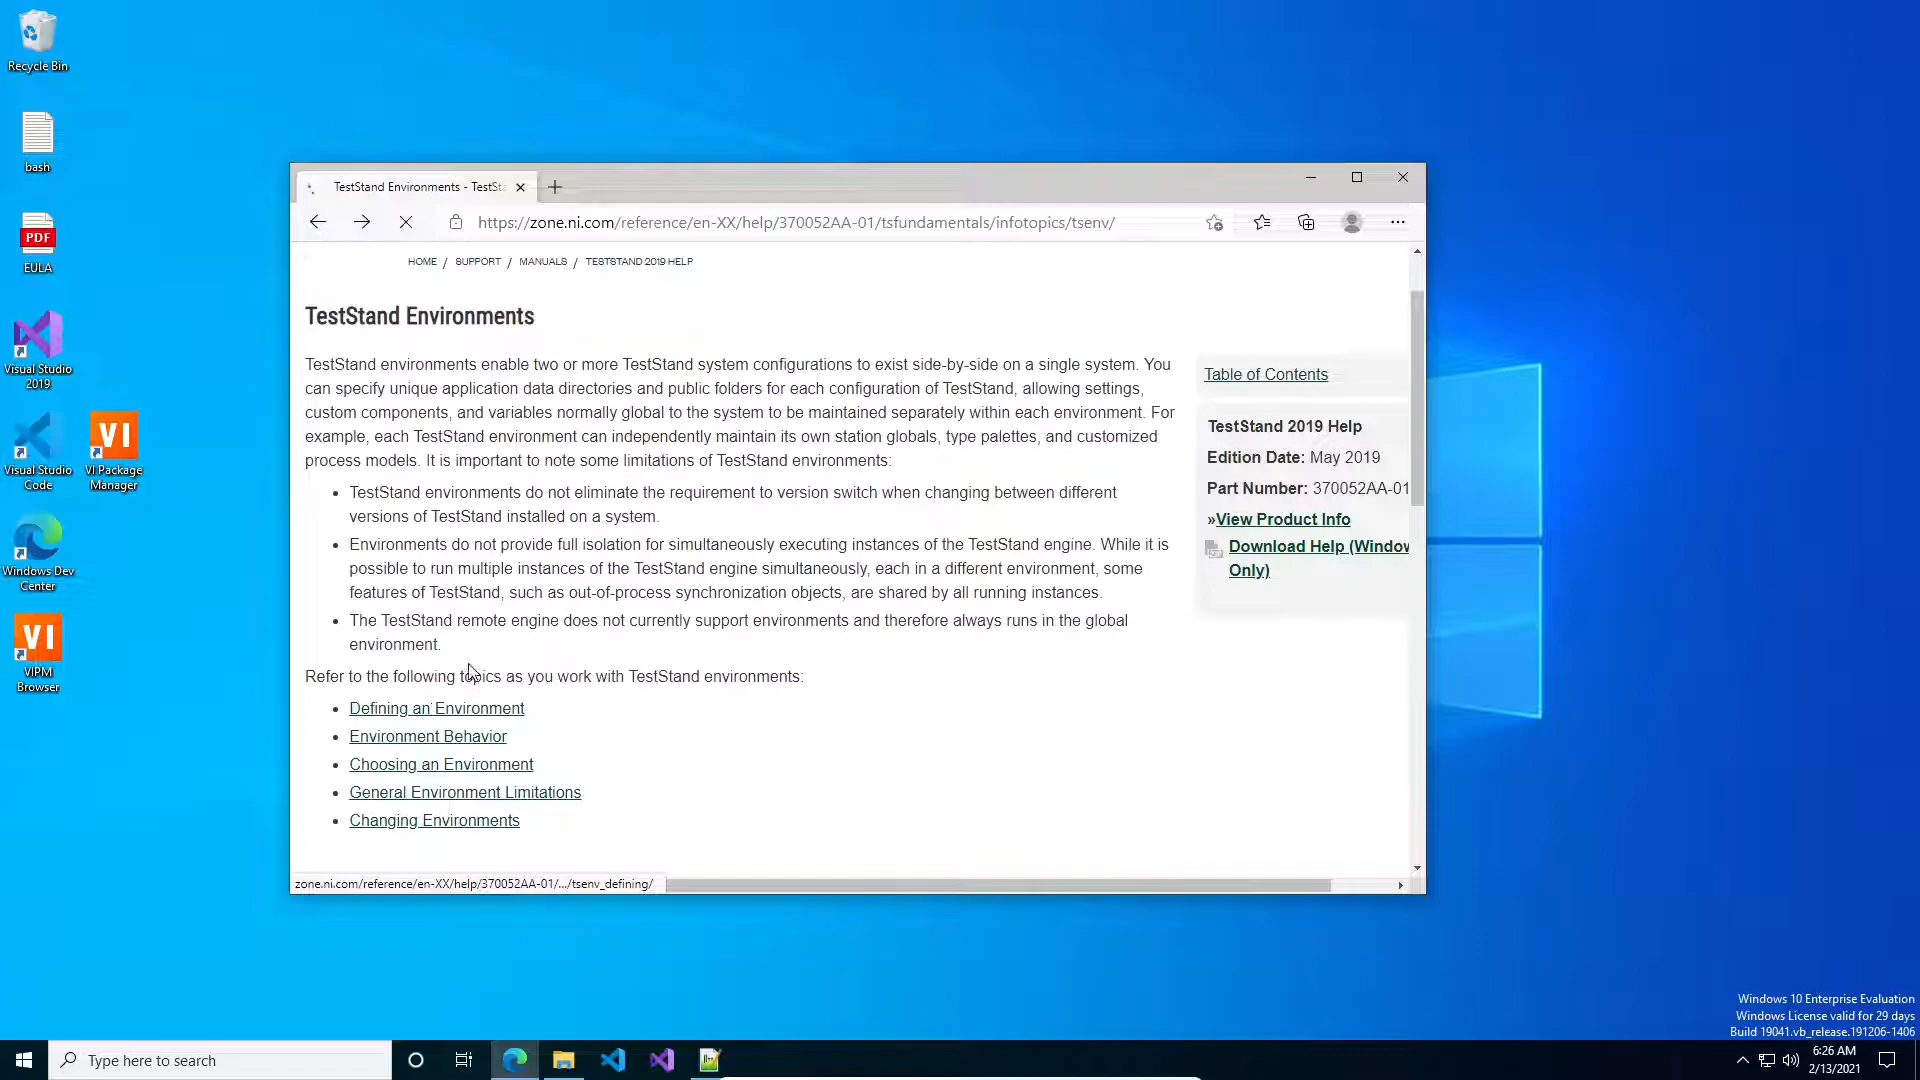 Recycle Bin
bash
PDF
EULA
Visual Studio
2019
Visual Studio
Code
VI
VI Package
Manager
Windows Dev
Center
VI
VIPM
Browser
TestStand Environments - TestSta
https://zone.ni.com/reference/en-XX/help/370052AA-01/tsfundamentals/infotopics/tsenv/
HOME / SUPPORT / MANUALS / TESTSTAND 2019 HELP
TestStand Environments
TestStand environments enable two or more TestStand system configurations to exist side-by-side on a single system. You
can specify unique application data directories and public folders for each configuration of TestStand, allowing settings,
custom components, and variables normally global to the system to be maintained separately within each environment. For
example, each TestStand environment can independently maintain its own station globals, type palettes, and customized
process models. It is important to note some limitations of TestStand environments:
• TestStand environments do not eliminate the requirement to version switch when changing between different
versions of TestStand installed on a system.
• Environments do not provide full isolation for simultaneously executing instances of the TestStand engine. While it is
possible to run multiple instances of the TestStand engine simultaneously, each in a different environment, some
features of TestStand, such as out-of-process synchronization objects, are shared by all running instances.
• The TestStand remote engine does not currently support environments and therefore always runs in the global
environment.
Refer to the following topics as you work with TestStand environments:
• Defining an Environment
• Environment Behavior
• Choosing an Environment
• General Environment Limitations
• Changing Environments
Table of Contents
TestStand 2019 Help
Edition Date: May 2019
Part Number: 370052AA-01
»View Product Info
Download Help (Window
Only)
zone.ni.com/reference/en-XX/help/370052AA-01/.../tsenv_defining/
Windows 10 Enterprise Evaluation
Windows License valid for 29 days
Build 19041.vb_release.191206-1406
Type here to search
6:26 AM
2/13/2021